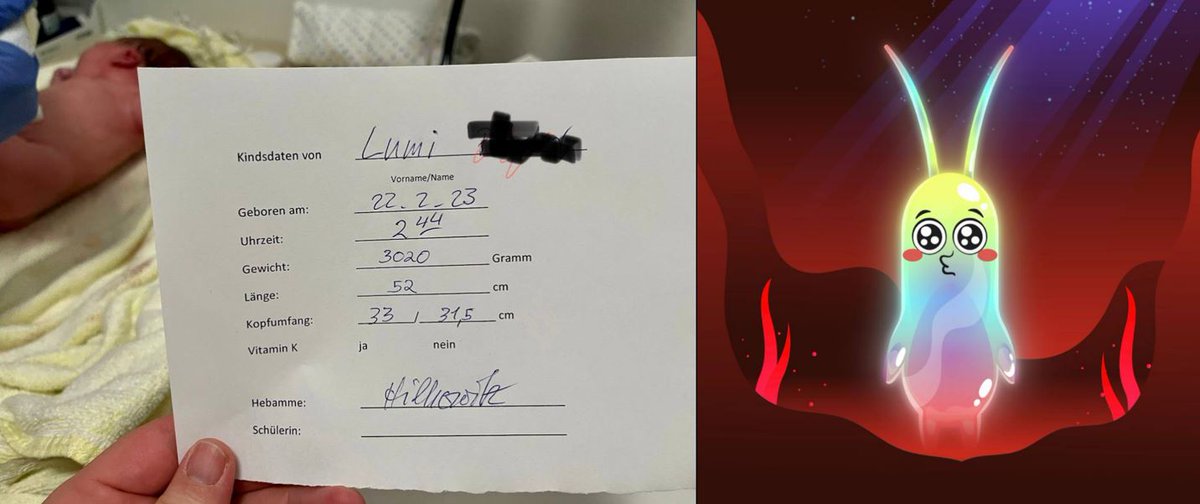 Kindsdaten von Lumi
Vorname/Name
Geboren am: 22-2-23
Uhrzeit: 2 44
Gewicht: 3020 Gramm
Länge: 52 cm
Kopfumfang: 33 / 31,5 cm
Vitamin K ja nein
Hebamme:
Schülerin: